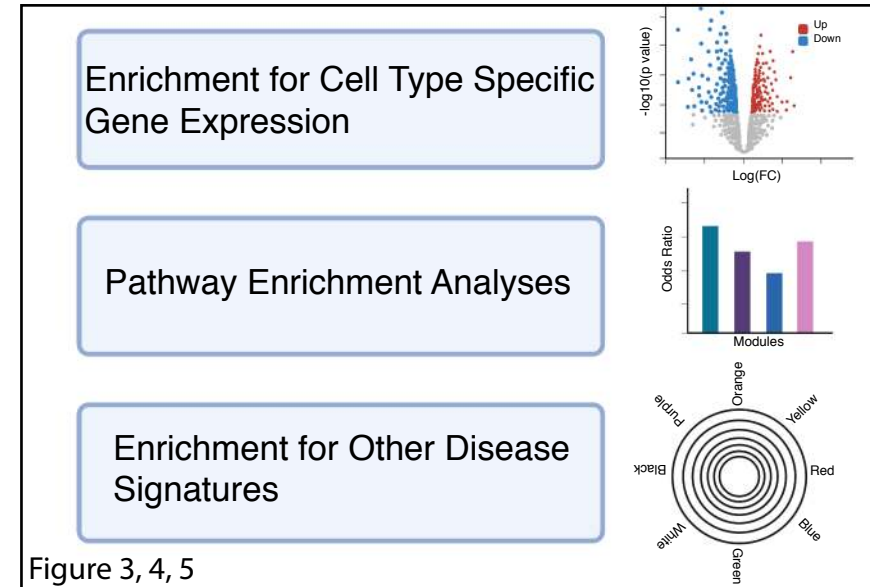 Enrichment for Cell Type Specific
Gene Expression
-log10(p value)
Up
Down
Log(FC)
Pathway Enrichment Analyses
Odds Ratio
Modules
Enrichment for Other Disease
Signatures
Orange
Yellow
Red
Blue
Green
White
Black
Purple
Figure 3, 4, 5